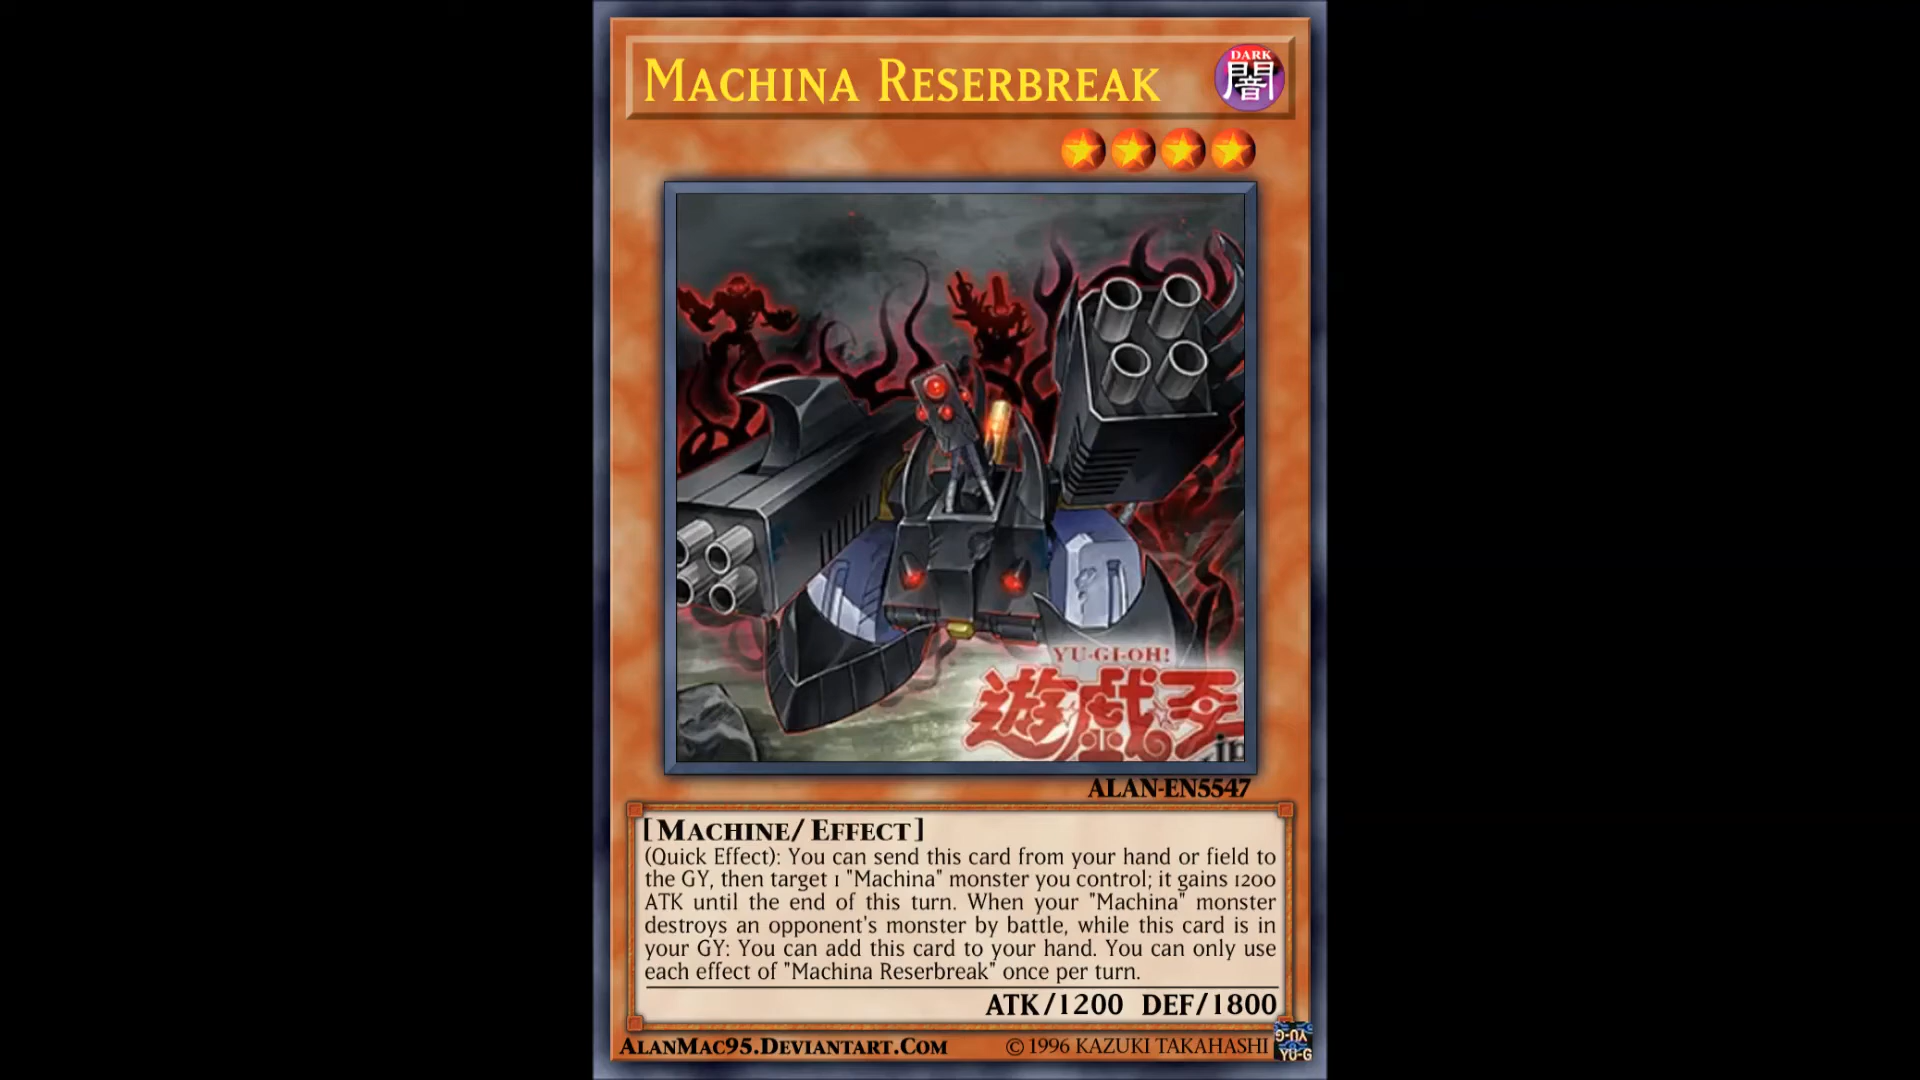 MACHINA RESERBREAK
DARK
闇
YU-GI-OH!
遊戯王
.jp
ALAN-EN5547
[MACHINE/EFFECT]
(Quick Effect): You can send this card from your hand or field to
the GY, then target 1 "Machina" monster you control; it gains 1200
ATK until the end of this turn. When your "Machina" monster
destroys an opponent's monster by battle, while this card is in
your GY: You can add this card to your hand. You can only use
each effect of "Machina Reserbreak" once per turn.
ATK/1200 DEF/1800
ALANMAC95.DEVIANTART.COM
© 1996 KAZUKI TAKAHASHI
YU-G